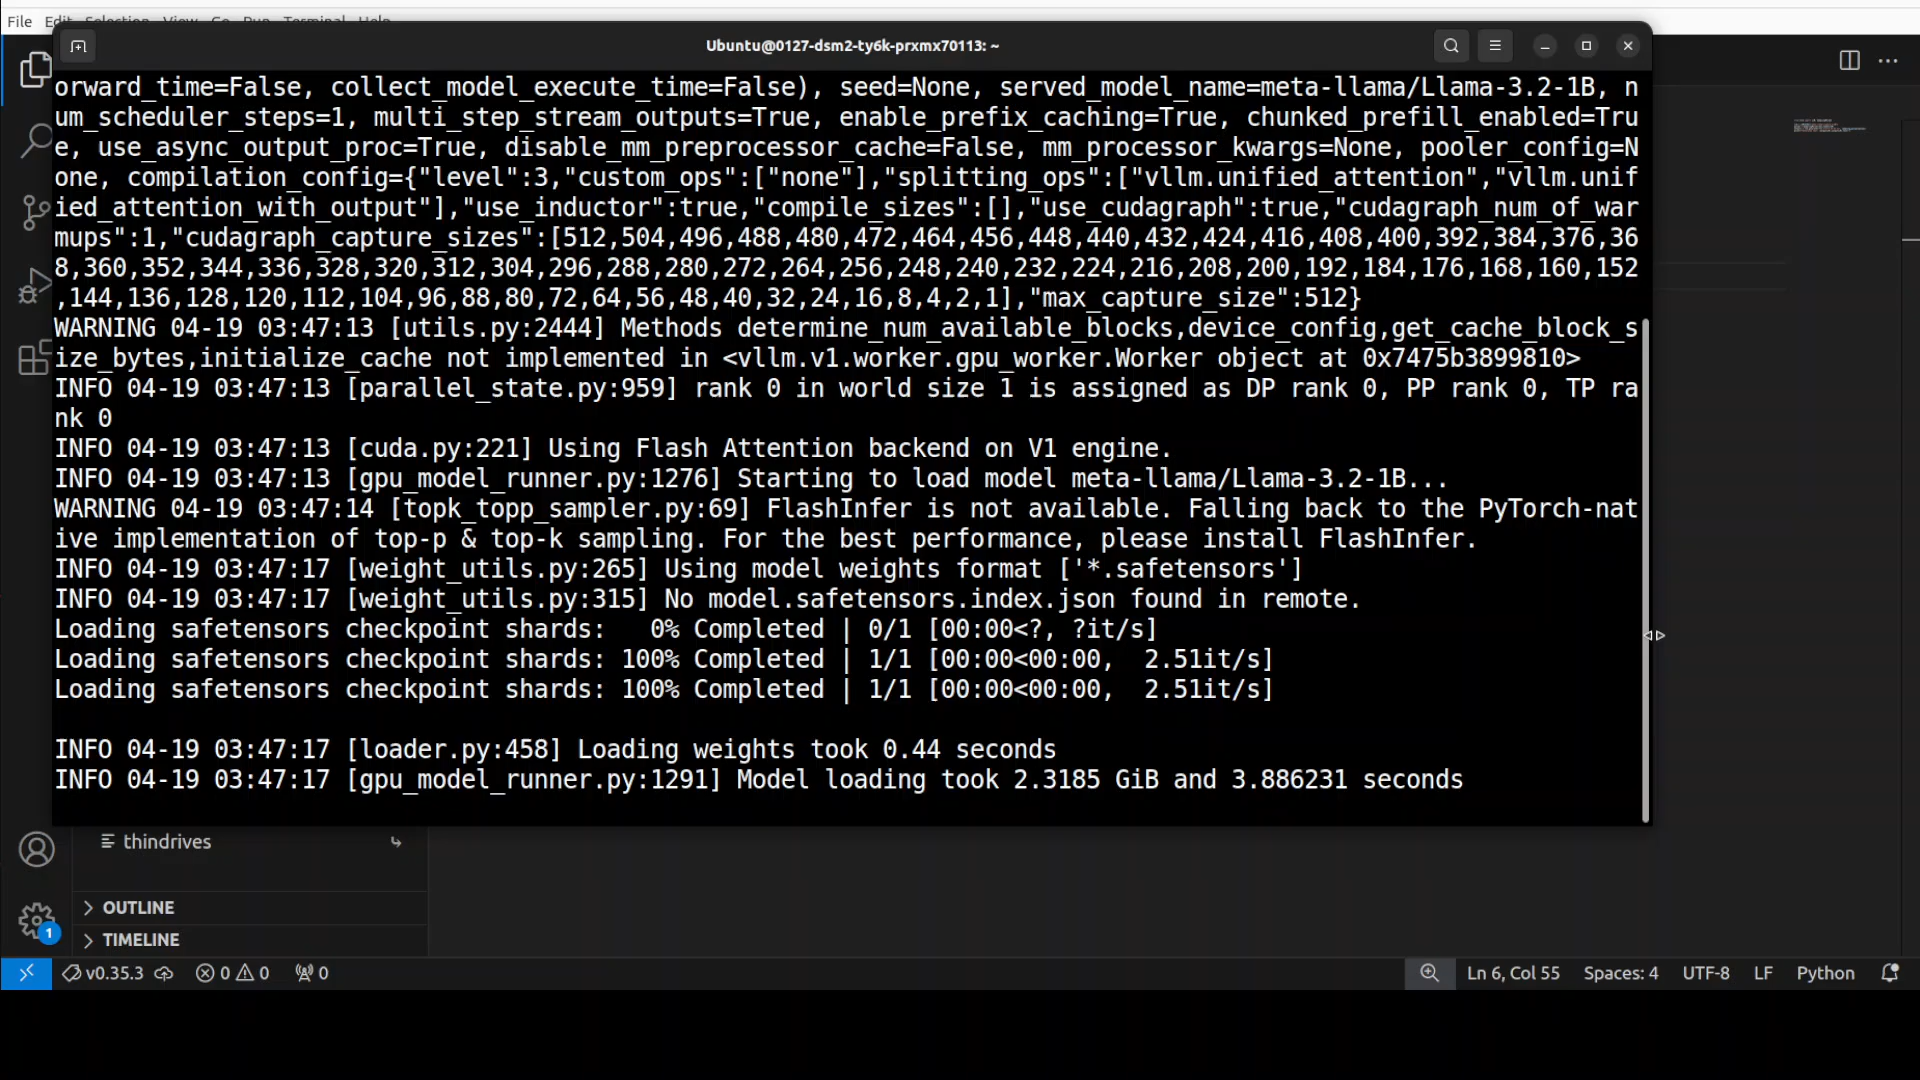 File Edit Selection View Go Run Terminal Help
Ubuntu@0127-dsm2-ty6k-prxmx70113: ~
orward_time=False, collect_model_execute_time=False), seed=None, served_model_name=meta-llama/Llama-3.2-1B, n
um_scheduler_steps=1, multi_step_stream_outputs=True, enable_prefix_caching=True, chunked_prefill_enabled=Tru
e, use_async_output_proc=True, disable_mm_preprocessor_cache=False, mm_processor_kwargs=None, pooler_config=N
one, compilation_config={"level":3,"custom_ops":["none"],"splitting_ops":["vllm.unified_attention","vllm.unif
ied_attention_with_output"],"use_inductor":true,"compile_sizes":[],"use_cudagraph":true,"cudagraph_num_of_war
mups":1,"cudagraph_capture_sizes":[512,504,496,488,480,472,464,456,448,440,432,424,416,408,400,392,384,376,36
8,360,352,344,336,328,320,312,304,296,288,280,272,264,256,248,240,232,224,216,208,200,192,184,176,168,160,152
,144,136,128,120,112,104,96,88,80,72,64,56,48,40,32,24,16,8,4,2,1],"max_capture_size":512}
WARNING 04-19 03:47:13 [utils.py:2444] Methods determine_num_available_blocks,device_config,get_cache_block_s
ize_bytes,initialize_cache not implemented in <vllm.v1.worker.gpu_worker.Worker object at 0x7475b3899810>
INFO 04-19 03:47:13 [parallel_state.py:959] rank 0 in world size 1 is assigned as DP rank 0, PP rank 0, TP ra
nk 0
INFO 04-19 03:47:13 [cuda.py:221] Using Flash Attention backend on V1 engine.
INFO 04-19 03:47:13 [gpu_model_runner.py:1276] Starting to load model meta-llama/Llama-3.2-1B...
WARNING 04-19 03:47:14 [topk_topp_sampler.py:69] FlashInfer is not available. Falling back to the PyTorch-nat
ive implementation of top-p & top-k sampling. For the best performance, please install FlashInfer.
INFO 04-19 03:47:17 [weight_utils.py:265] Using model weights format ['*.safetensors']
INFO 04-19 03:47:17 [weight_utils.py:315] No model.safetensors.index.json found in remote.
Loading safetensors checkpoint shards:   0% Completed | 0/1 [00:00<?, ?it/s]
Loading safetensors checkpoint shards: 100% Completed | 1/1 [00:00<00:00,  2.51it/s]
Loading safetensors checkpoint shards: 100% Completed | 1/1 [00:00<00:00,  2.51it/s]
INFO 04-19 03:47:17 [loader.py:458] Loading weights took 0.44 seconds
INFO 04-19 03:47:17 [gpu_model_runner.py:1291] Model loading took 2.3185 GiB and 3.886231 seconds
thindrives
OUTLINE
TIMELINE
1
v0.35.3 0 0 0 Ln 6, Col 55 Spaces: 4 UTF-8 LF Python